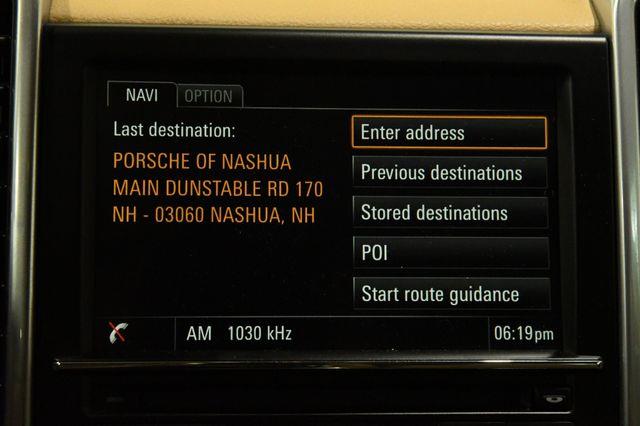 NAVI OPTION
Last destination:
PORSCHE OF NASHUA
MAIN DUNSTABLE RD 170
NH - 03060 NASHUA, NH
Enter address
Previous destinations
Stored destinations
POI
Start route guidance
AM 1030 kHz 06:19pm